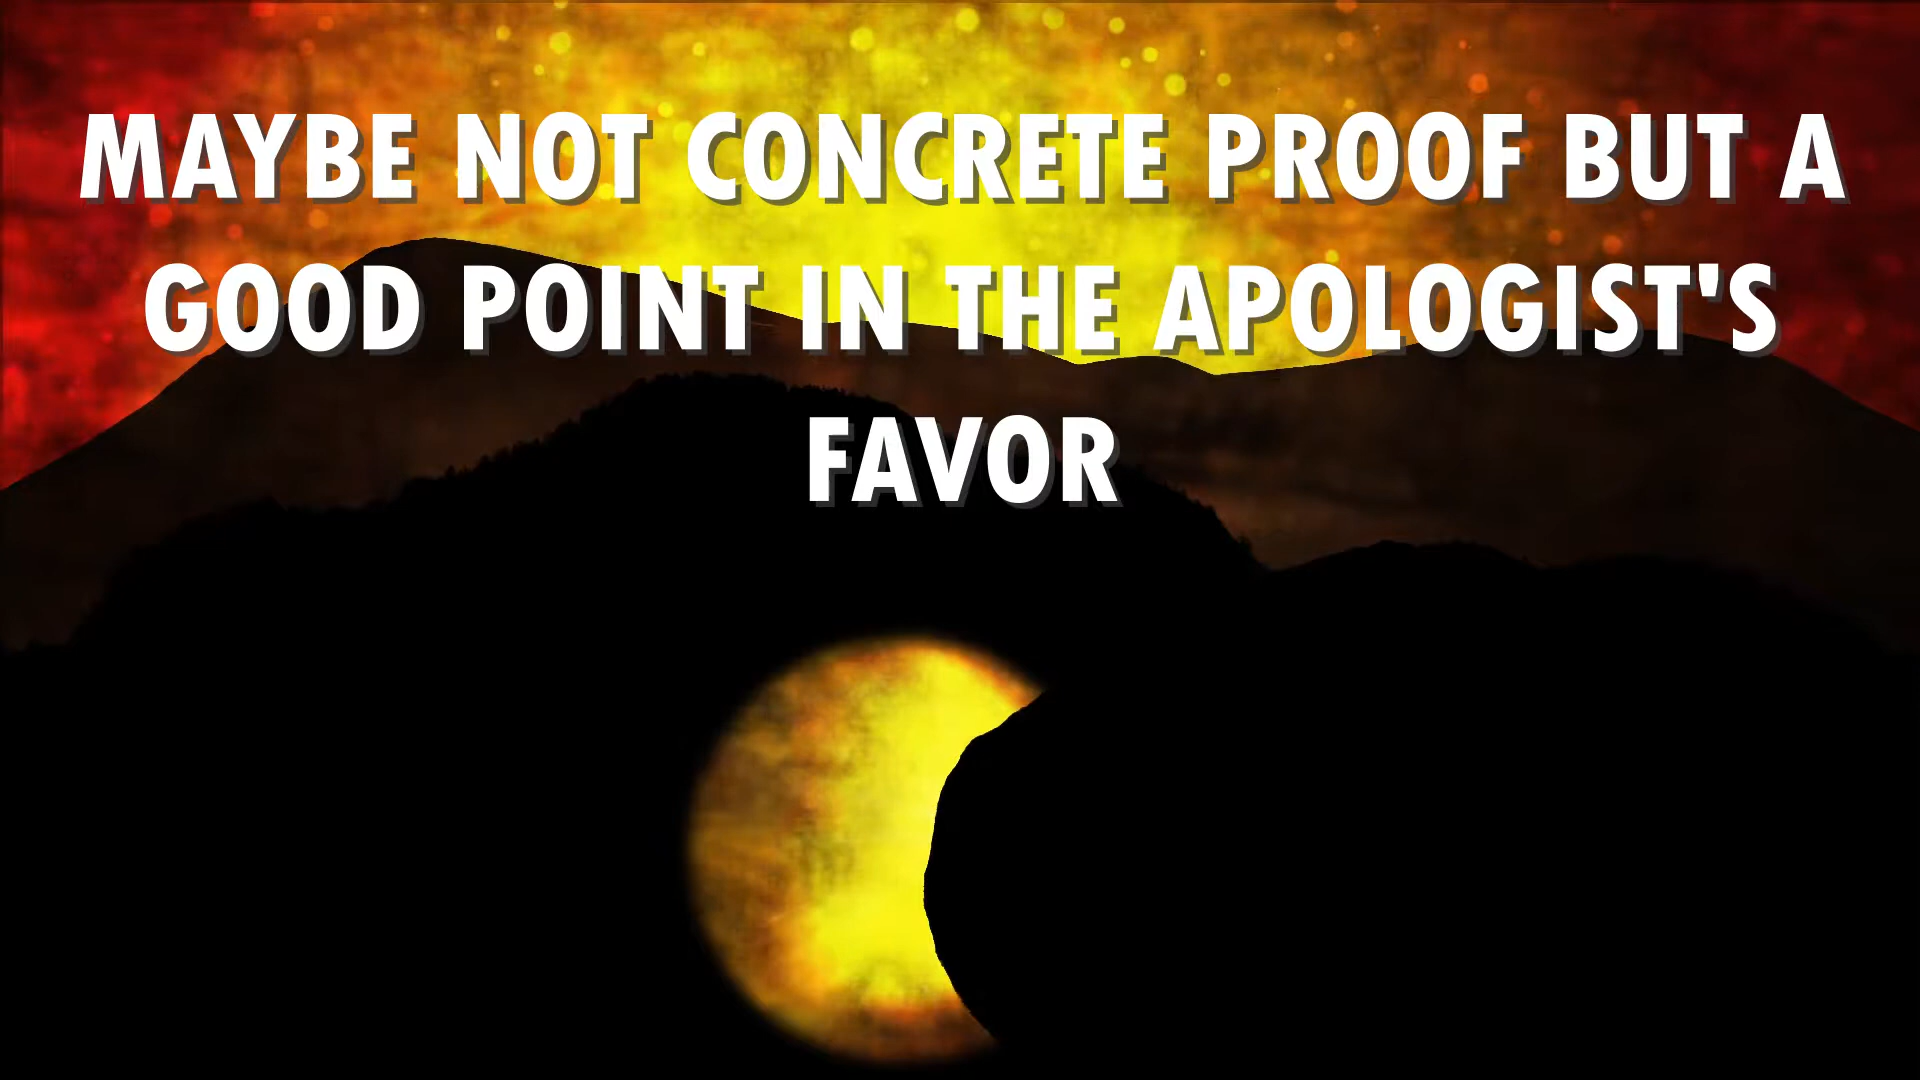 MAYBE NOT CONCRETE PROOF BUT A
GOOD POINT IN THE APOLOGIST'S
FAVOR